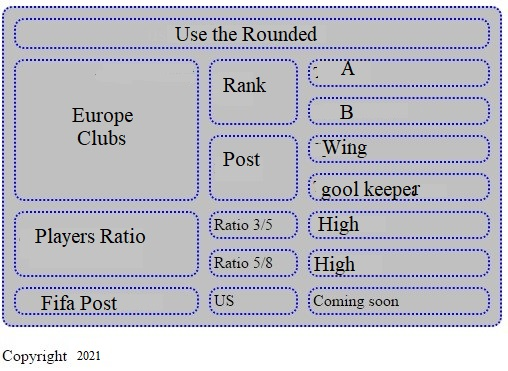 Use the Rounded
Europe
Clubs
Rank
A
B
Post
Wing
gool keeper
Players Ratio
Ratio 3/5
High
Ratio 5/8
High
Fifa Post
US
Coming soon
Copyright 2021